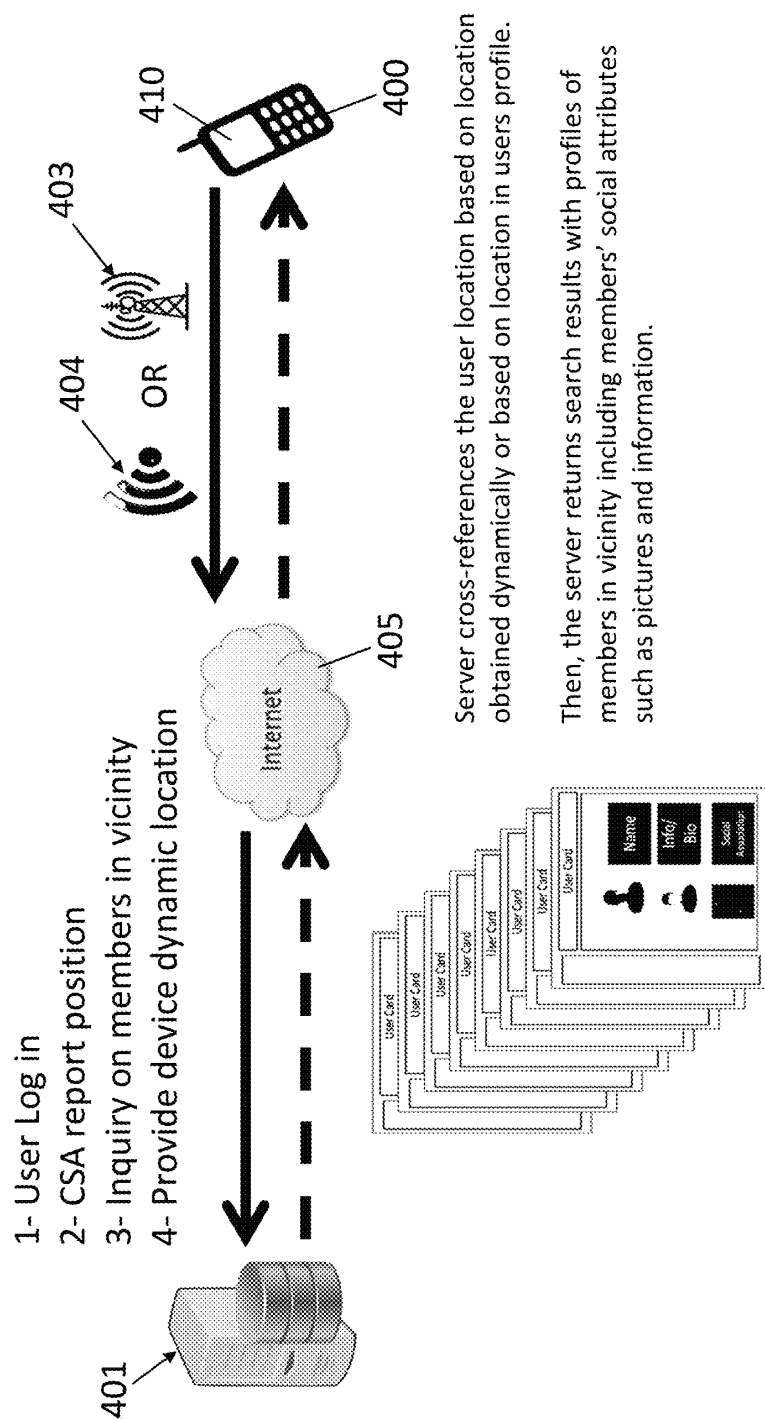 1- User Log in
2- CSA report position
3- Inquiry on members in vicinity
4- Provide device dynamic location
401
404
OR
403
410
400
Internet
405
User Card
User Card
User Card
User Card
User Card
User Card
User Card
User Card
Name
Info/
Bio
Social
Association
Server cross-references the user location based on location
obtained dynamically or based on location in users profile.
Then, the server returns search results with profiles of
members in vicinity including members’ social attributes
such as pictures and information.